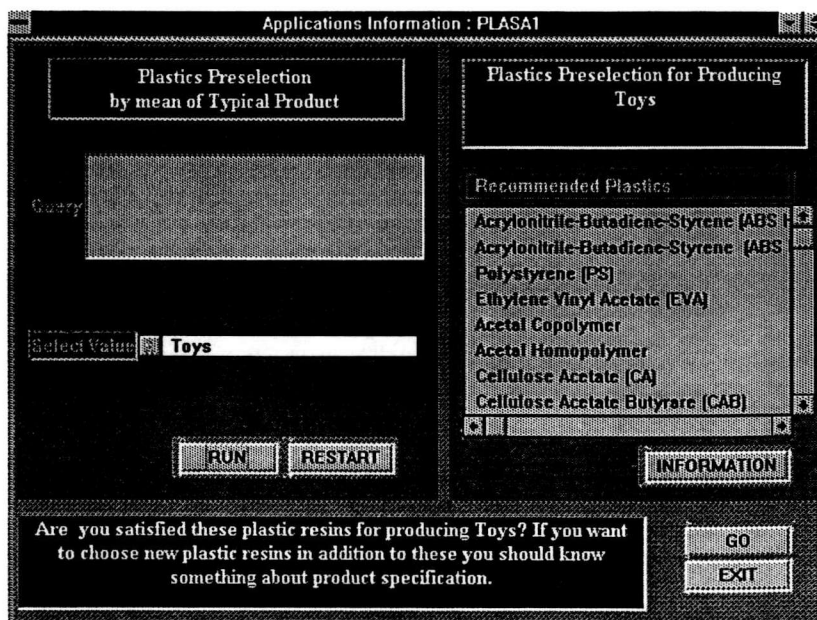 Applications Information : PLASA1
Plastics Preselection
by mean of Typical Product
Query
Select Value
Toys
RUN
RESTART
Plastics Preselection for Producing
Toys
Recommended Plastics
Acrylonitrile-Butadiene-Styrene (ABS
Acrylonitrile-Butadiene-Styrene (ABS
Polystyrene (PS)
Ethylene Vinyl Acetate (EVA)
Acetal Copolymer
Acetal Homopolymer
Cellulose Acetate (CA)
Cellulose Acetate Butyrare (CAB)
INFORMATION
Are you satisfied these plastic resins for producing Toys? If you want
to choose new plastic resins in addition to these you should know
something about product specification.
GO
EXIT